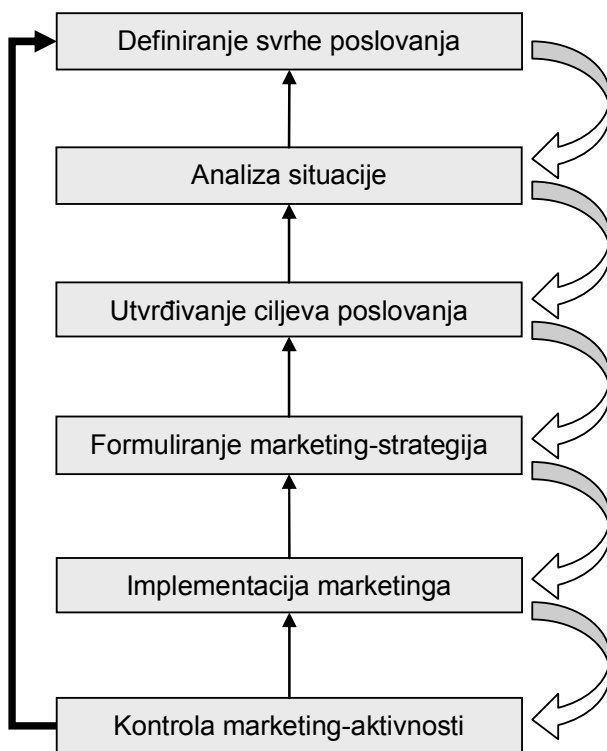 Definiranje svrhe poslovanja
Analiza situacije
Utvrđivanje ciljeva poslovanja
Formuliranje marketing-strategija
Implementacija marketinga
Kontrola marketing-aktivnosti